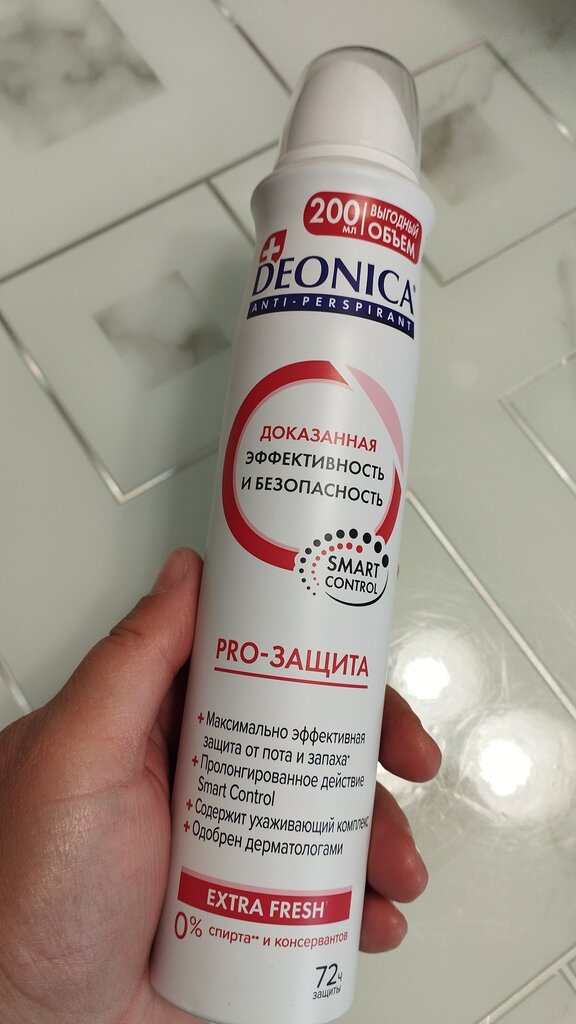 200 мл ВЫГОДНЫЙ
ОБЪЕМ
DEONICA®
ANTI-PERSPIRANT
ДОКАЗАННАЯ
ЭФФЕКТИВНОСТЬ
И БЕЗОПАСНОСТЬ
SMART
CONTROL
PRO-ЗАЩИТА
+ Максимально эффективная
защита от пота и запаха*
+ Пролонгированное действие
Smart Control
+ Содержит ухаживающий комплекс
+ Одобрен дерматологами
EXTRA FRESH
0% спирта** и консервантов
72ч
защиты